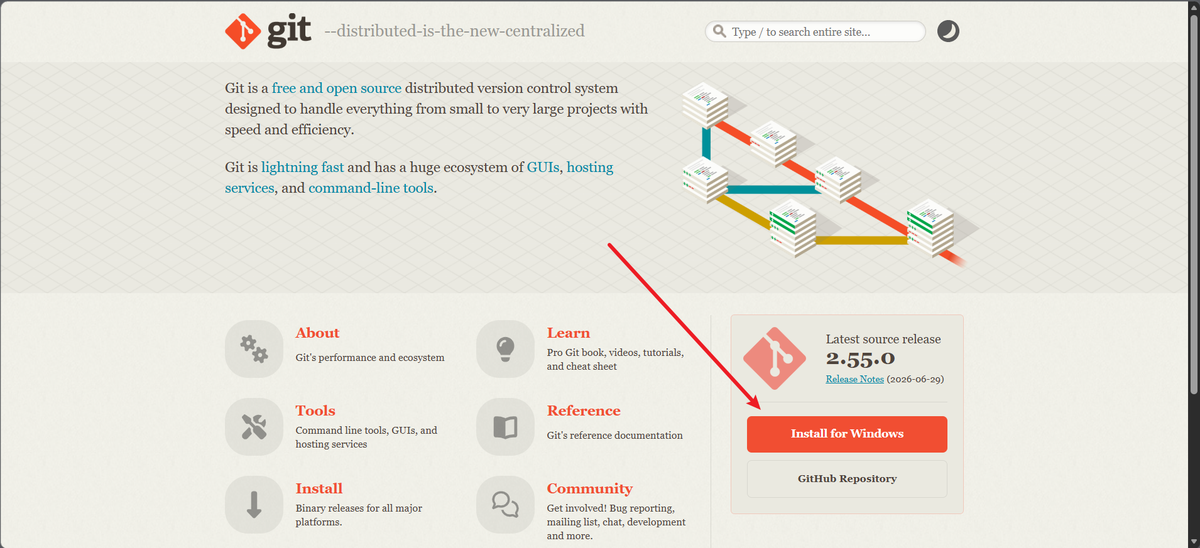 git --distributed-is-the-new-centralized
Type / to search entire site...
Git is a free and open source distributed version control system
designed to handle everything from small to very large projects with
speed and efficiency.
Git is lightning fast and has a huge ecosystem of GUIs, hosting
services, and command-line tools.
About
Git's performance and ecosystem
Learn
Pro Git book, videos, tutorials,
and cheat sheet
Tools
Command line tools, GUIs, and
hosting services
Reference
Git's reference documentation
Install
Binary releases for all major
platforms.
Community
Get involved! Bug reporting,
mailing list, chat, development
and more.
Latest source release
2.55.0
Release Notes (2026-06-29)
Install for Windows
GitHub Repository